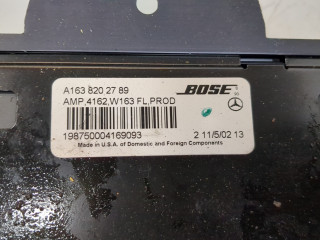 A163 820 27 89
BOSE
AMP,4162,W163 FL,PROD
198750004169093
2 11/5/02 13
Made in U.S.A. of Domestic and Foreign Components